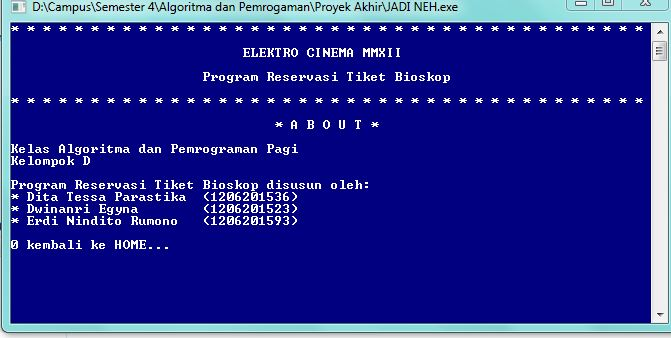 D:\Campus\Semester 4\Algoritma dan Pemrogaman\Proyek Akhir\JADI NEH.exe
* * * * * * * * * * * * * * * * * * * * * * * * * * * * * * * * * * * * * * * *
ELEKTRO CINEMA MMXII
Program Reservasi Tiket Bioskop
* * * * * * * * * * * * * * * * * * * * * * * * * * * * * * * * * * * * * * * *
* A B O U T *
Kelas Algoritma dan Pemrograman Pagi
Kelompok D
Program Reservasi Tiket Bioskop disusun oleh:
* Dita Tessa Parastika (1206201536)
* Dwinanri Egyna (1206201523)
* Erdi Nindito Rumono (1206201593)
0 kembali ke HOME...